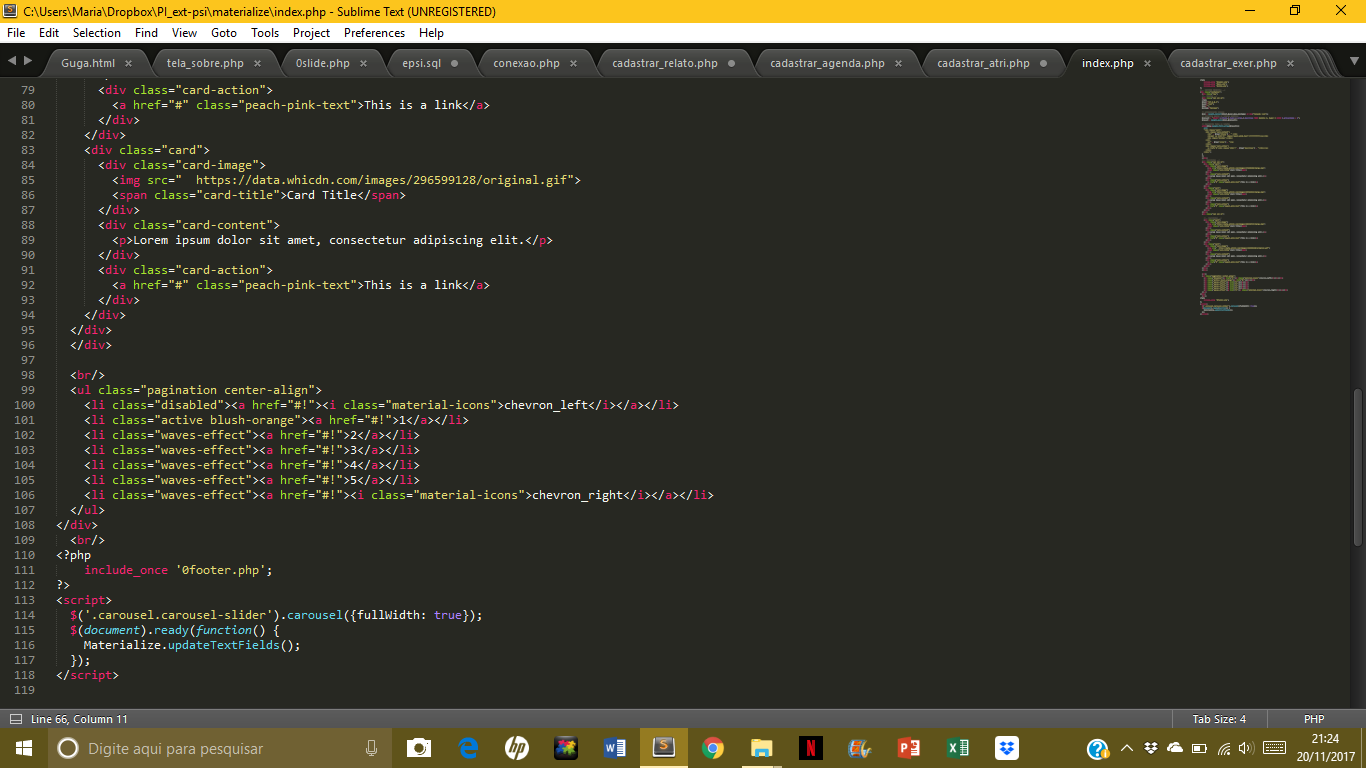 C:\Users\Maria\Dropbox\PI_ext-psi\materialize\index.php - Sublime Text (UNREGISTERED)
File Edit Selection Find View Goto Tools Project Preferences Help
Guga.html × tela_sobre.php × 0slide.php × epsi.sql conexao.php × cadastrar_relato.php cadastrar_agenda.php × cadastrar_atri.php index.php × cadastrar_exer.php ×
79 <div class="card-action">
80 <a href="#" class="peach-pink-text">This is a link</a>
81 </div>
82 </div>
83 <div class="card">
84 <div class="card-image">
85 <img src="  https://data.whicdn.com/images/296599128/original.gif">
86 <span class="card-title">Card Title</span>
87 </div>
88 <div class="card-content">
89 <p>Lorem ipsum dolor sit amet, consectetur adipiscing elit.</p>
90 </div>
91 <div class="card-action">
92 <a href="#" class="peach-pink-text">This is a link</a>
93 </div>
94 </div>
95 </div>
96 </div>
97
98 <br/>
99 <ul class="pagination center-align">
100 <li class="disabled"><a href="#!"><i class="material-icons">chevron_left</i></a></li>
101 <li class="active blush-orange"><a href="#!">1</a></li>
102 <li class="waves-effect"><a href="#!">2</a></li>
103 <li class="waves-effect"><a href="#!">3</a></li>
104 <li class="waves-effect"><a href="#!">4</a></li>
105 <li class="waves-effect"><a href="#!">5</a></li>
106 <li class="waves-effect"><a href="#!"><i class="material-icons">chevron_right</i></a></li>
107 </ul>
108 </div>
109 <br/>
110 <?php
111 include_once '0footer.php';
112 ?>
113 <script>
114 $('.carousel.carousel-slider').carousel({fullWidth: true});
115 $(document).ready(function() {
116 Materialize.updateTextFields();
117 });
118 </script>
119
Line 66, Column 11 Tab Size: 4 PHP
Digite aqui para pesquisar
21:24
20/11/2017